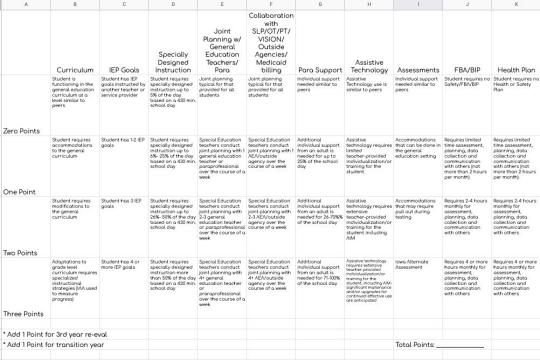 A B C D E F G H I J K
Curriculum
IEP Goals
Specially
Designed
Instruction
Joint
Planning w/
General
Education
Teachers/
Para
Collaboration
with
SLP/OT/PT/
VISION/
Outside
Agencies/
Medicaid
billing
Para Support
Assistive
Technology
Assessments
FBA/BIP
Health Plan
Zero Points
Student is
functioning in the
general education
curriculum at a
level similar to
peers
Student has IEP
goals instructed by
another teacher or
service provider
Student requires
specially designed
instruction up to
5% of the day
based on a 430 min.
school day
Joint planning
typical for that
provided for all
students
Joint planning
typical for that
provided for all
students
Individual support
needed similar to
peers
Assistive
Technology use is
similar to peers
Individual support
needed similar to
peers
Student requires no
Safety/FBA/BIP
Student requires no
Health or Safety
Plan
One Point
Student requires
accommodations
to the general
curriculum
Student has 1-2 IEP
goals
Student requires
specially designed
instruction up to
6%- 25% of the day
based on a 430 min.
school day
Special Education
teachers conduct
joint planning with 1
general education
teacher or
paraprofessional
over the course of a
week
Special Education
teachers conduct
joint planning with 1
AEA/outside
agency over the
course of a week
Additional
individual support
from an adult is
needed for up to
25% of the school
day
Assistive
technology requires
limited
teacher-provided
individualization/or
training for the
student
Accommodations
that can be done in
the general
education setting
Requires limited
time assessment,
planning, data
collection and
communication
with others (not
more than 2 hours
per month)
Requires limited
time assessment,
planning, data
collection and
communication
with others (not
more than 2 hours
per month)
Two Points
Student requires
modifications to
the general
curriculum
Student has 3 IEP
goals
Student requires
specially designed
instruction up to
26%- 50% of the day
based on a 430 min.
school day
Special Education
teachers conduct
joint planning with
2-3 general
education teacher
or paraprofessional
over the course of a
week
Special Education
teachers conduct
joint planning with
2-3 AEA/outside
agency over the
course of a week
Additional
individual support
from an adult is
of the school day
Assistive
technology requires
extensive
teacher-provided
individualization/or
training for the
student including
AIM
Accommodations
that may require
pull out during
testing
Requires 2-4 hours
monthly for
assessment,
planning, data
collection and
communication
with others
Requires 2-4 hours
monthly for
assessment,
planning, data
collection and
communication
with others
Three Points
Adaptations to
grade level
curriculum requires
specialized
instructional
strategies
used to
measure
progress)
Student has 4 or
more IEP goals
Student requires
specially designed
instruction more
than 50% of the day
based on a 430 min.
school day
Special Education
teachers conduct
joint planning with
4+ general
education teacher
or
paraprofessional
over the course of a
week
Special Education
teachers conduct
joint planning with
4+ AEA/outside
agency over the
course of a week
Additional
individual support
from an adult is
needed for 71-100%
of the school day
Assistive technology
requires extensive
teacher-provided
individualization/or
training for the
student, including AIM-
significant maintenance
and/or upgrades for
continued effective use
are anticipated
Iowa Alternate
Assessment
Requires 4 or more
hours monthly for
assessment,
planning, data
collection and
communication
with others
Requires 4 or more
hours monthly for
assessment,
planning, data
collection and
communication
with others
* Add 1 Point for 3rd year re-eval
* Add 1 Point for transition year
Total Points: